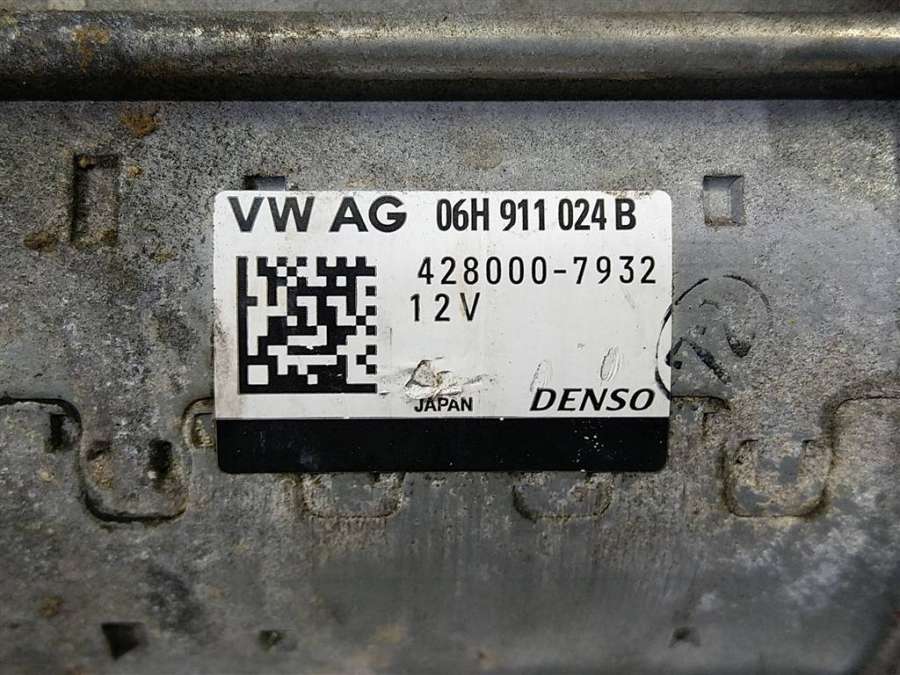 VW AG 06H 911 024 B
428000-7932
12V
JAPAN DENSO